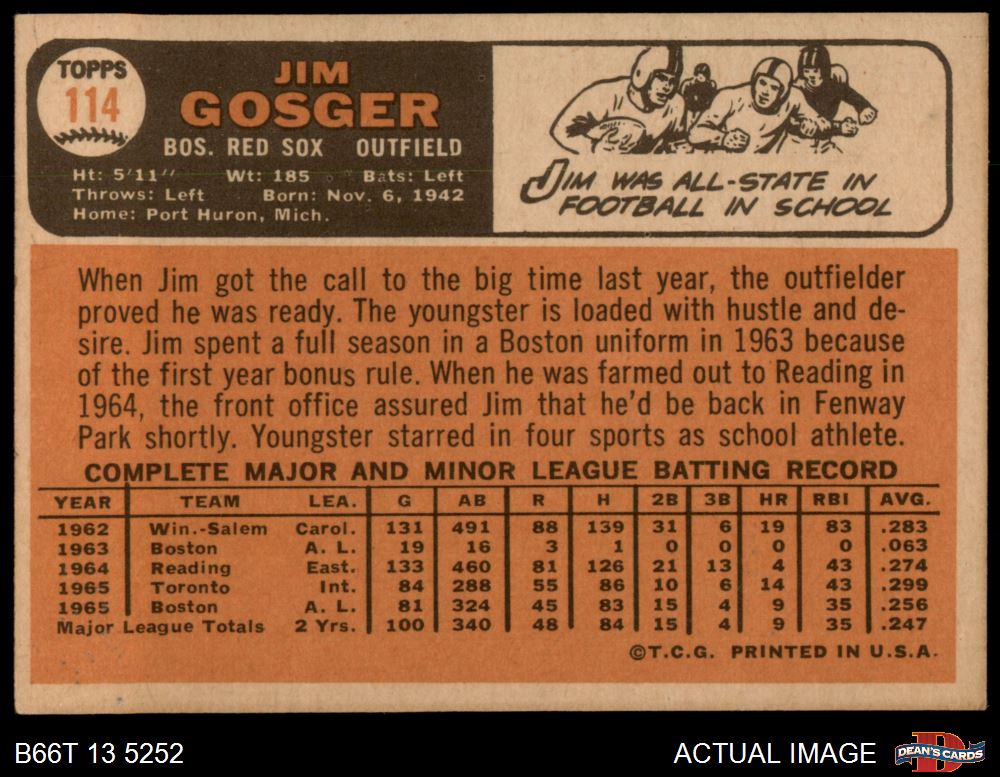 TOPPS
114
JIM
GOSGER
BOS. RED SOX OUTFIELD
Ht: 5'11" Wt: 185 Bats: Left
Throws: Left Born: Nov. 6, 1942
Home: Port Huron, Mich.
JIM WAS ALL-STATE IN
FOOTBALL IN SCHOOL
When Jim got the call to the big time last year, the outfielder
proved he was ready. The youngster is loaded with hustle and de-
sire. Jim spent a full season in a Boston uniform in 1963 because
of the first year bonus rule. When he was farmed out to Reading in
1964, the front office assured Jim that he'd be back in Fenway
Park shortly. Youngster starred in four sports as school athlete.
COMPLETE MAJOR AND MINOR LEAGUE BATTING RECORD
YEAR TEAM LEA. G AB R H 2B 3B HR RBI AVG.
1962 Win.-Salem Carol. 131 491 88 139 31 6 19 83 .283
1963 Boston A. L. 19 16 3 1 0 0 0 0 .063
1964 Reading East. 133 460 81 126 21 13 4 43 .274
1965 Toronto Int. 84 288 55 86 10 6 14 43 .299
1965 Boston A. L. 81 324 45 83 15 4 9 35 .256
Major League Totals 2 Yrs. 100 340 48 84 15 4 9 35 .247
©T.C.G. PRINTED IN U.S.A.
B66T 13 5252
ACTUAL IMAGE
DEAN'S CARDS